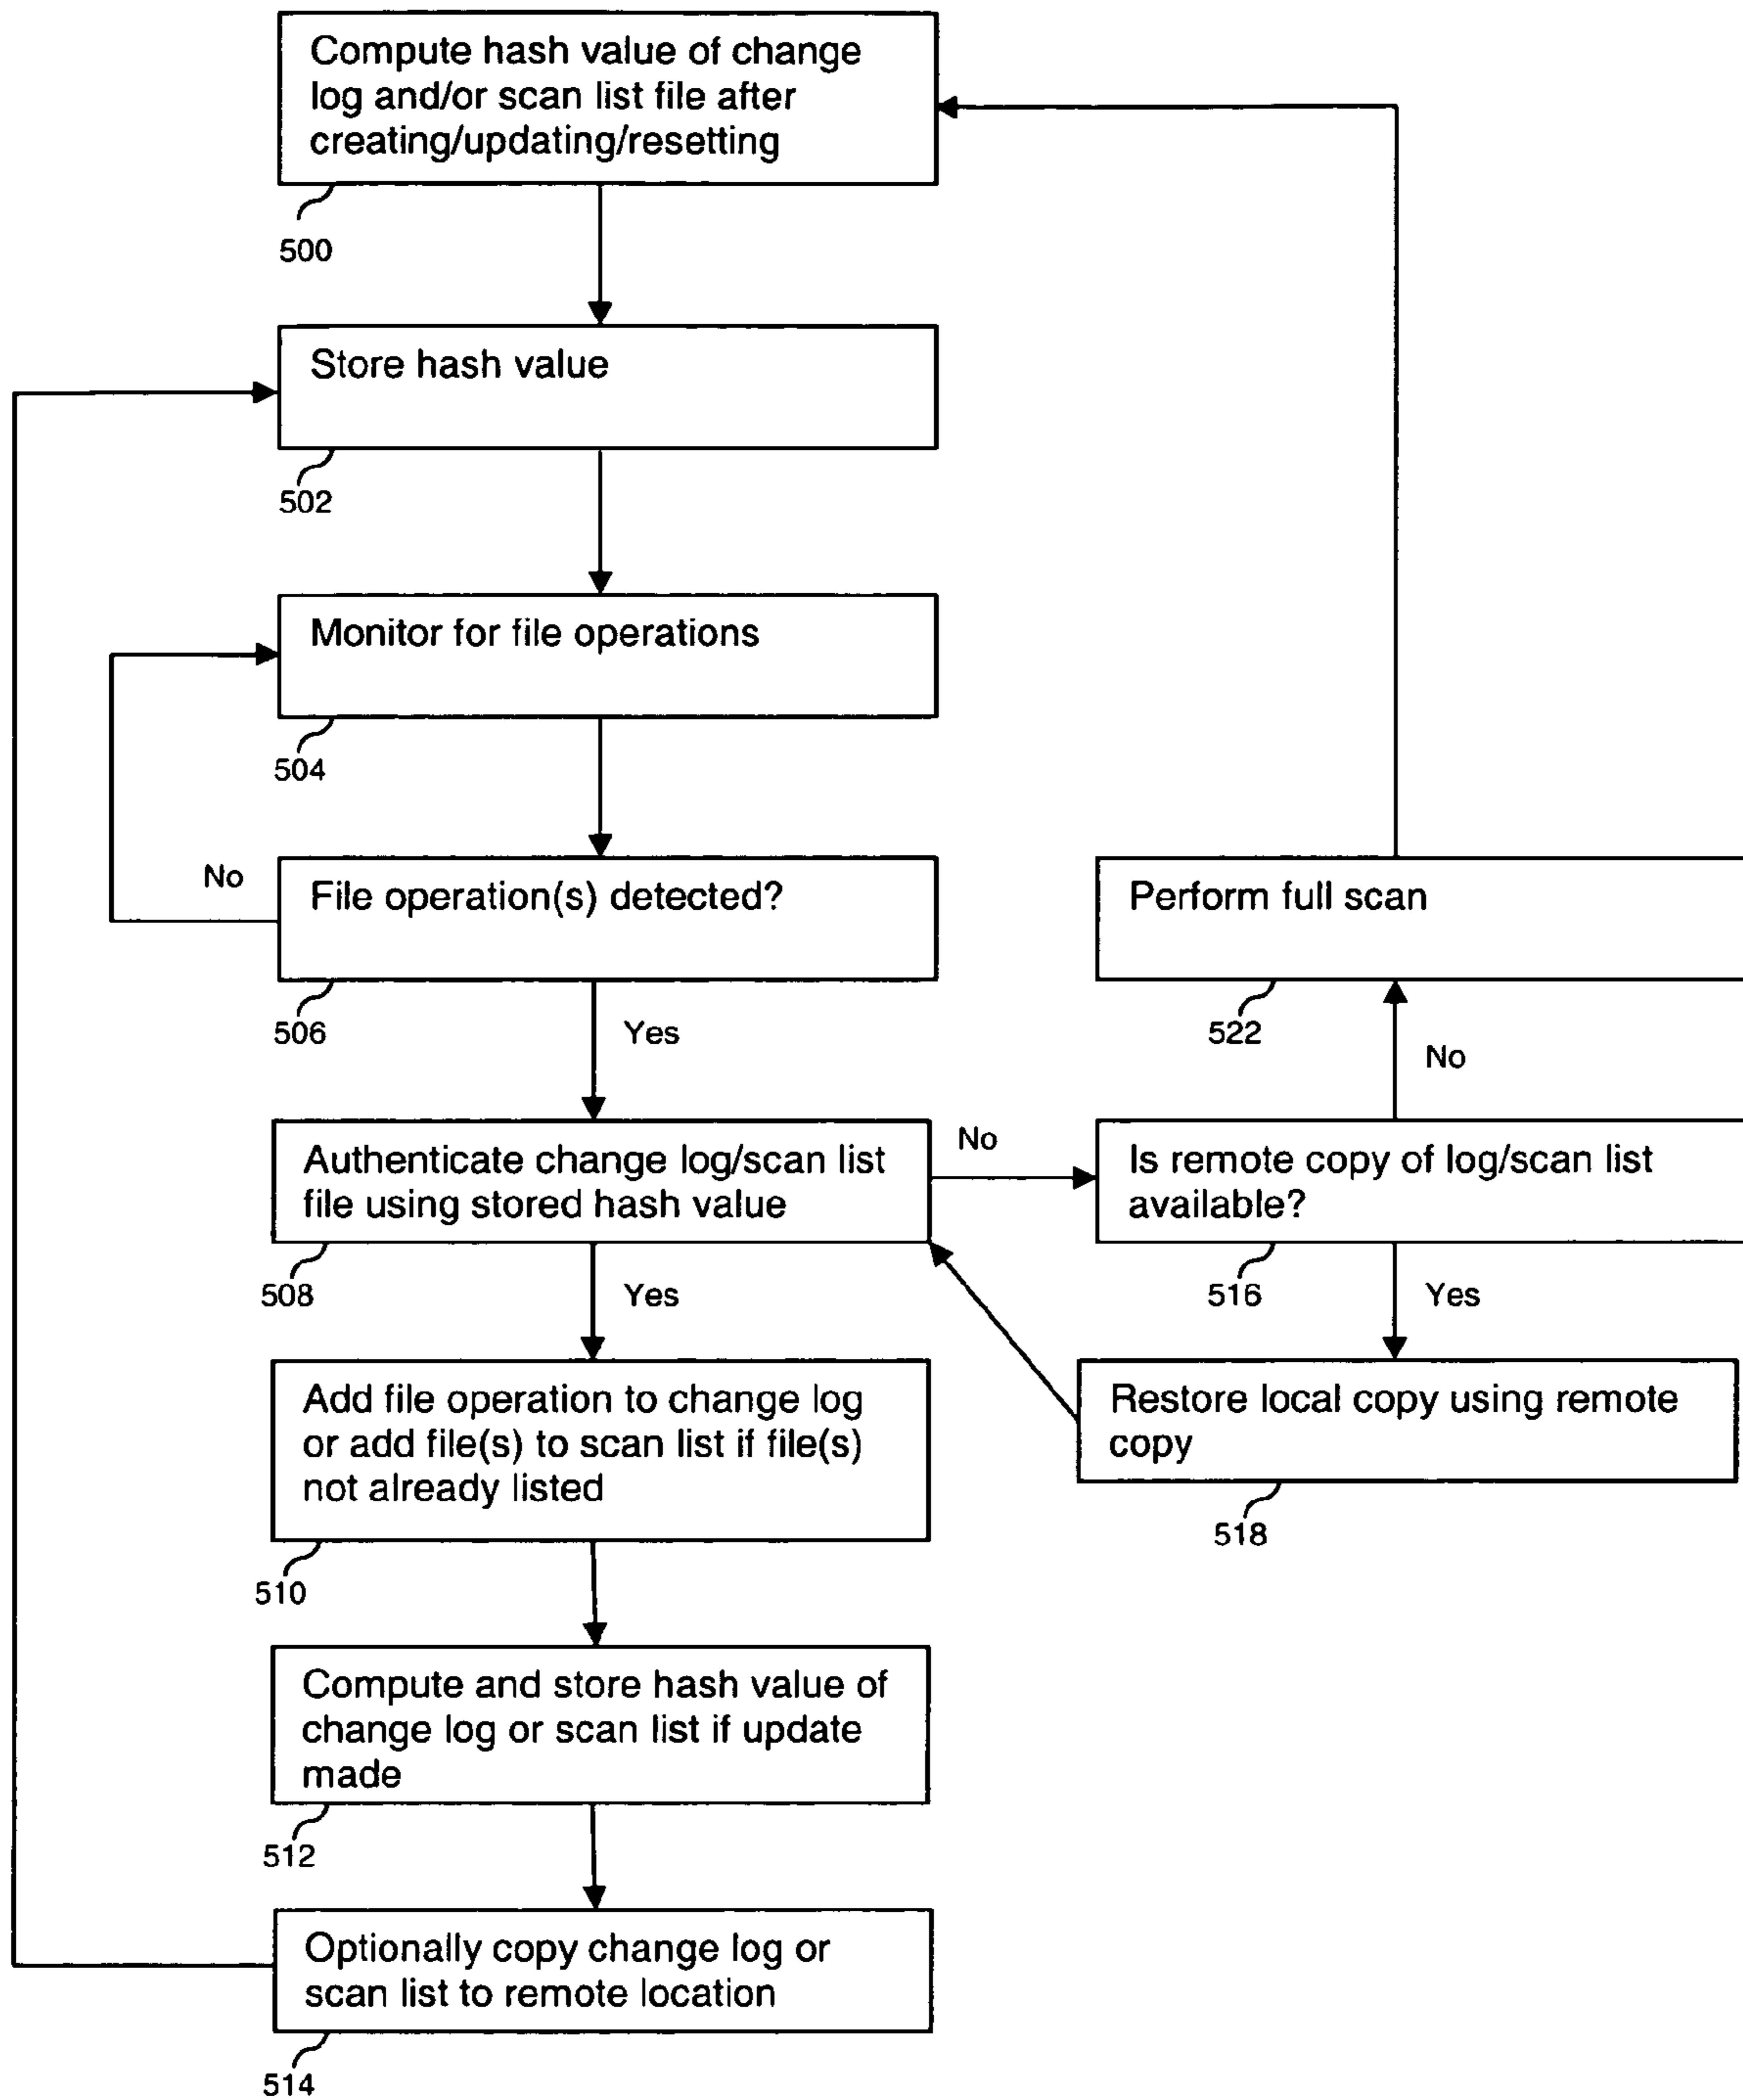 Compute hash value of change
log and/or scan list file after
creating/updating/resetting
500
Store hash value
502
Monitor for file operations
504
No
File operation(s) detected?
506
Yes
Perform full scan
522
No
Authenticate change log/scan list
file using stored hash value
508
No
Yes
Is remote copy of log/scan list
available?
516
Yes
Add file operation to change log
or add file(s) to scan list if file(s)
not already listed
510
Restore local copy using remote
copy
518
Compute and store hash value of
change log or scan list if update
made
512
Optionally copy change log or
scan list to remote location
514